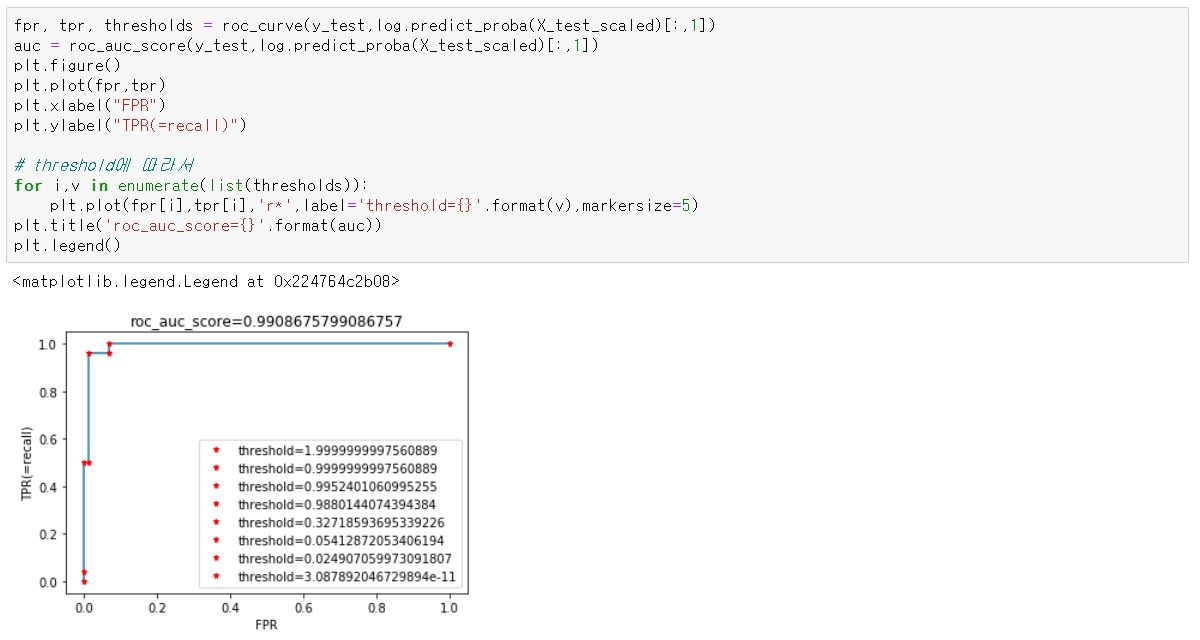 fpr, tpr, thresholds = roc_curve(y_test,log.predict_proba(X_test_scaled)[:,1])
auc = roc_auc_score(y_test,log.predict_proba(X_test_scaled)[:,1])
plt.figure()
plt.plot(fpr,tpr)
plt.xlabel("FPR")
plt.ylabel("TPR(=recall)")
# threshold에 따라서
for i,v in enumerate(list(thresholds)):
    plt.plot(fpr[i],tpr[i],'r*',label='threshold={}'.format(v),markersize=5)
plt.title('roc_auc_score={}'.format(auc))
plt.legend()
<matplotlib.legend.Legend at 0x224764c2b08>
roc_auc_score=0.9908675799086757
TPR(=recall)
1.0
0.8
0.6
0.4
0.2
0.0
threshold=1.9999999997560889
threshold=0.9999999997560889
threshold=0.9952401060995255
threshold=0.9880144074394384
threshold=0.32718593695339226
threshold=0.05412872053406194
threshold=0.024907059973091807
threshold=3.087892046729894e-11
0.0 0.2 0.4 0.6 0.8 1.0
FPR